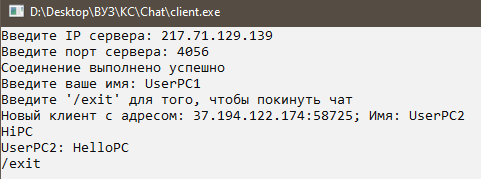 D:\Desktop\ВУЗ\КС\Chat\client.exe
Введите IP сервера: 217.71.129.139
Введите порт сервера: 4056
Соединение выполнено успешно
Введите ваше имя: UserPC1
Введите '/exit' для того, чтобы покинуть чат
Новый клиент с адресом: 37.194.122.174:58725; Имя: UserPC2
HiPC
UserPC2: HelloPC
/exit